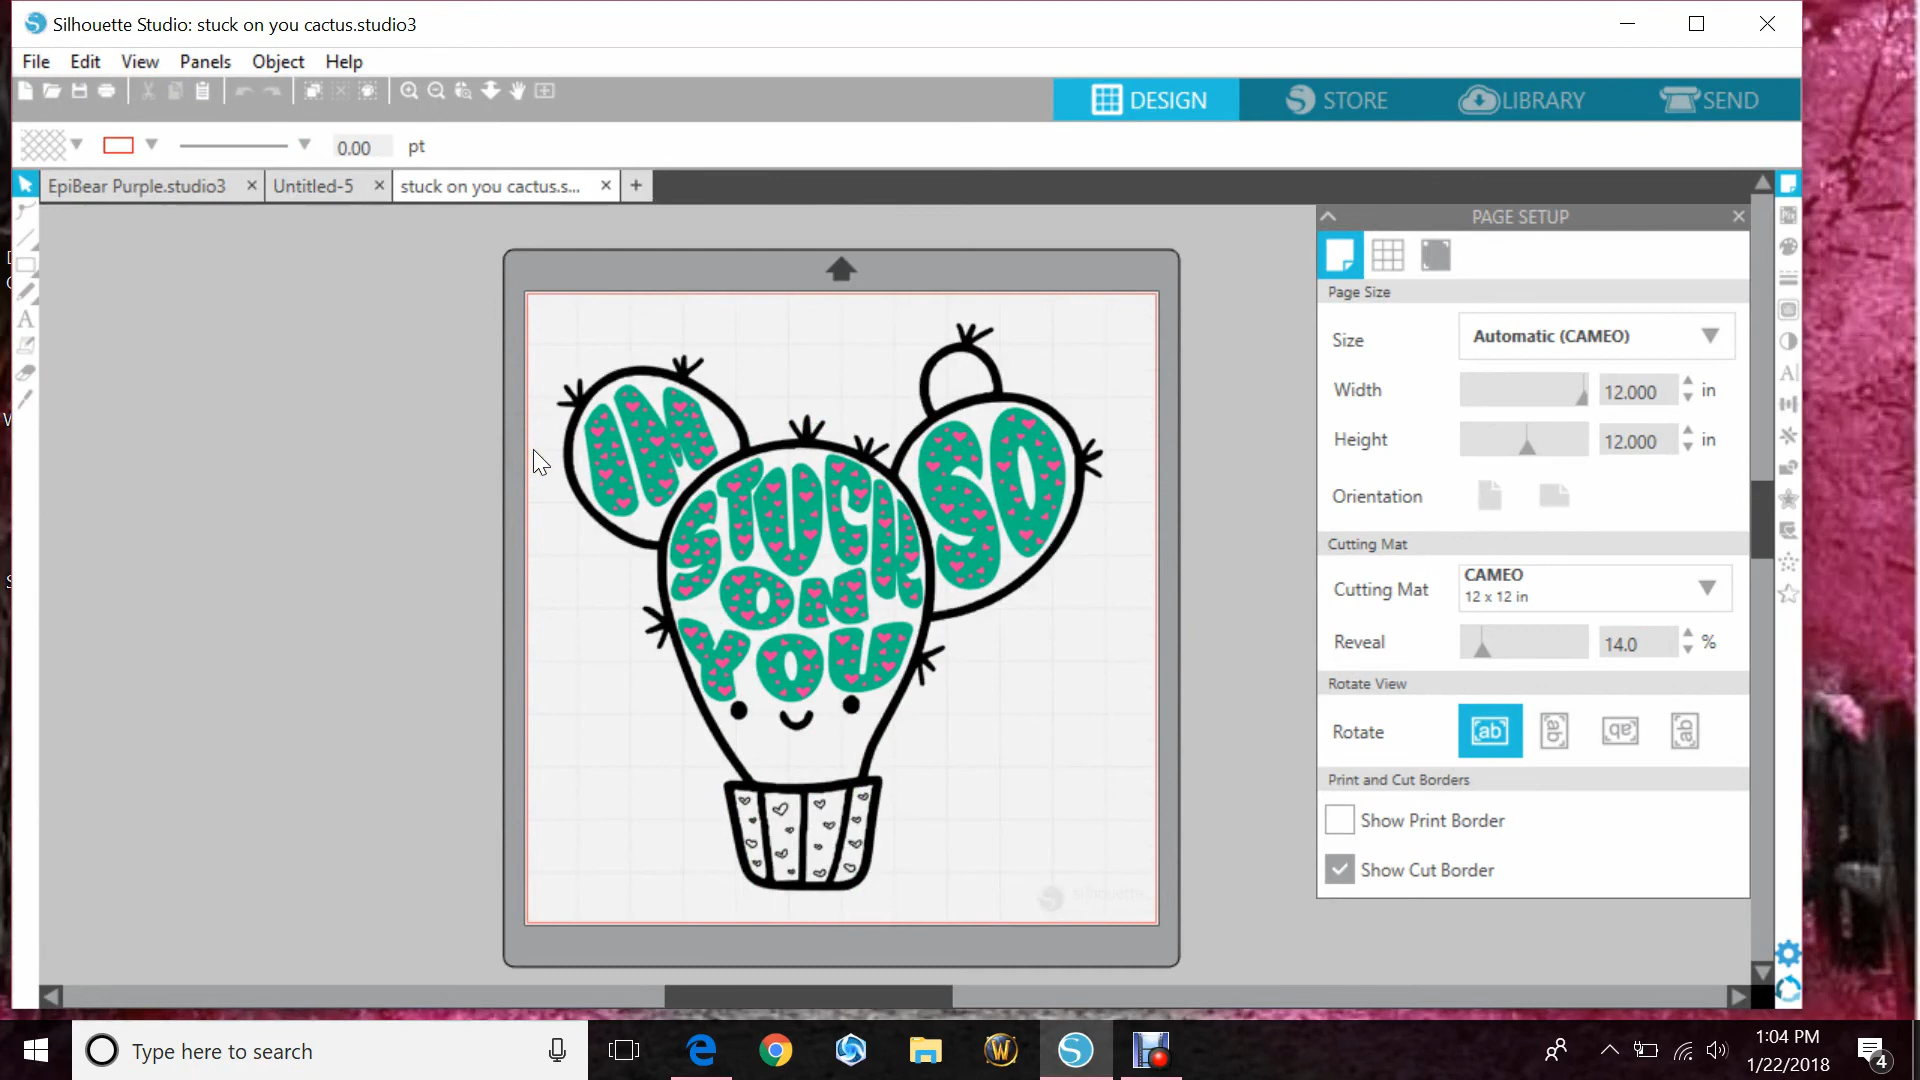 Silhouette Studio: stuck on you cactus.studio3
File Edit View Panels Object Help
DESIGN STORE LIBRARY SEND
0.00 pt
EpiBear Purple.studio3 Untitled-5 stuck on you cactus.s...
PAGE SETUP
Page Size
Size Automatic (CAMEO)
Width 12.000 in
Height 12.000 in
Orientation
Cutting Mat
Cutting Mat CAMEO
12 x 12 in
Reveal 14.0 %
Rotate View
Rotate
Print and Cut Borders
Show Print Border
Show Cut Border
IM
SO
STUCK
ON
YOU
silhouette
Type here to search
1:04 PM
1/22/2018
4